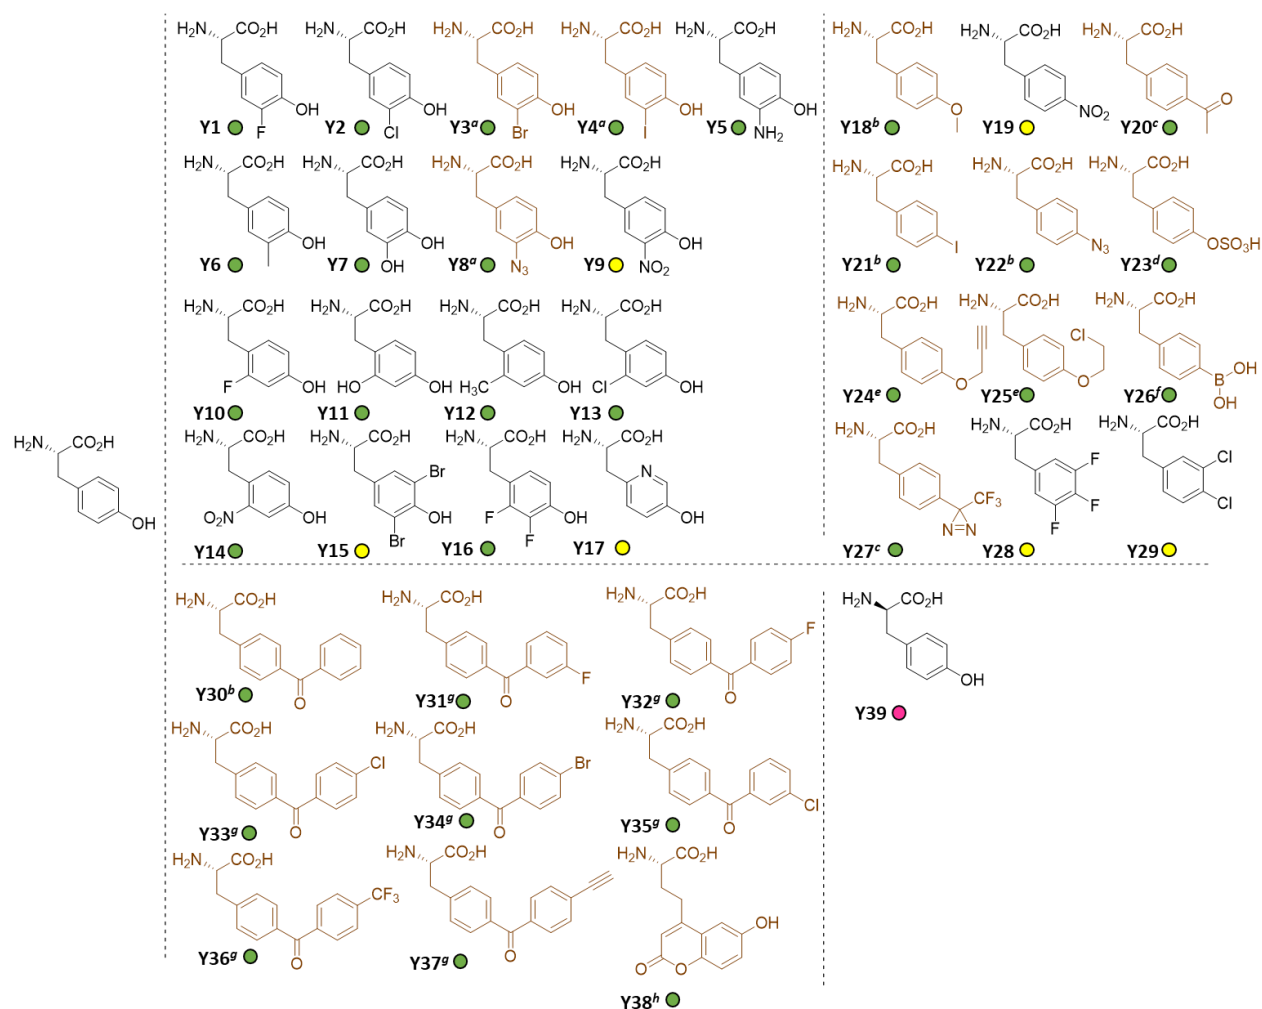 H₂N CO₂H OH
H₂N CO₂H F OH Y1
H₂N CO₂H Cl OH Y2
H₂N CO₂H Br OH Y3ᵃ
H₂N CO₂H I OH Y4ᵃ
H₂N CO₂H OH NH₂ Y5
H₂N CO₂H OH Y6
H₂N CO₂H OH OH Y7
H₂N CO₂H OH N₃ Y8ᵃ
H₂N CO₂H OH NO₂ Y9
H₂N CO₂H F OH Y10
H₂N CO₂H HO OH Y11
H₂N CO₂H H₃C OH Y12
H₂N CO₂H Cl OH Y13
H₂N CO₂H O₂N OH Y14
H₂N CO₂H Br OH Br Y15
H₂N CO₂H F OH F Y16
H₂N CO₂H N OH Y17
H₂N CO₂H O Y18ᵇ
H₂N CO₂H NO₂ Y19
H₂N CO₂H O Y20ᶜ
H₂N CO₂H I Y21ᵇ
H₂N CO₂H N₃ Y22ᵇ
H₂N CO₂H OSO₃H Y23ᵈ
H₂N CO₂H O Y24ᵉ
H₂N CO₂H Cl O Y25ᵉ
H₂N CO₂H B OH OH Y26ᶠ
H₂N CO₂H CF₃ N N Y27ᶜ
H₂N CO₂H F F F Y28
H₂N CO₂H Cl Cl Y29
H₂N CO₂H O Y30ᵇ
H₂N CO₂H F O Y31ᵍ
H₂N CO₂H F O Y32ᵍ
H₂N CO₂H Cl O Y33ᵍ
H₂N CO₂H Br O Y34ᵍ
H₂N CO₂H Cl O Y35ᵍ
H₂N CO₂H CF₃ O Y36ᵍ
H₂N CO₂H O Y37ᵍ
H₂N CO₂H OH O O Y38ʰ
H₂N CO₂H OH Y39